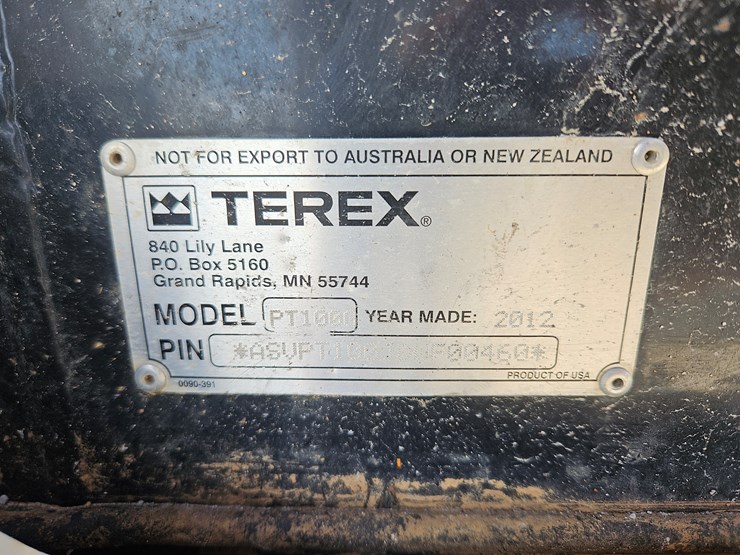 NOT FOR EXPORT TO AUSTRALIA OR NEW ZEALAND
TEREX®
840 Lily Lane
P.O. Box 5160
Grand Rapids, MN 55744
MODEL YEAR MADE: 2012
PIN
0090-391 PRODUCT OF USA